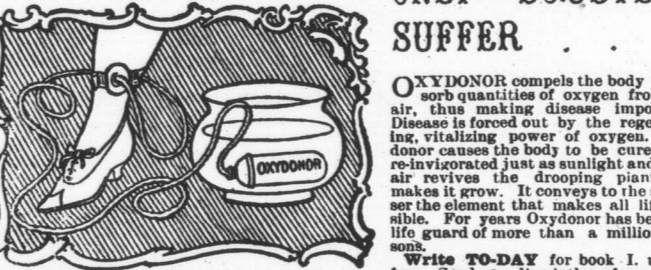 SUFFER . .
OXYDONOR
OXYDONOR compels the body
sorb quantities of oxygen fro
air, thus making disease impo
Disease is forced out by the rege
ing, vitalizing power of oxygen.
donor causes the body to be cure
re-invizorated just as sunlight and
air revives the drooping plan
makes it grow. It conveys to the
ser the element that makes all lif
sible. For years Oxydonor has be
life guard of more than a millio
sons.
Write TO-DAY for book I.